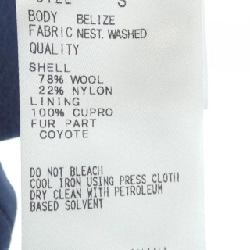 S
BODY BELIZE
FABRIC NEST. WASHED
QUALITY
SHELL
78% WOOL
22% NYLON
LINING
100% CUPRO
FUR PART
COYOTE
DO NOT BLEACH
COOL IRON USING PRESS CLOTH
DRY CLEAN WITH PETROLEUM
BASED SOLVENT